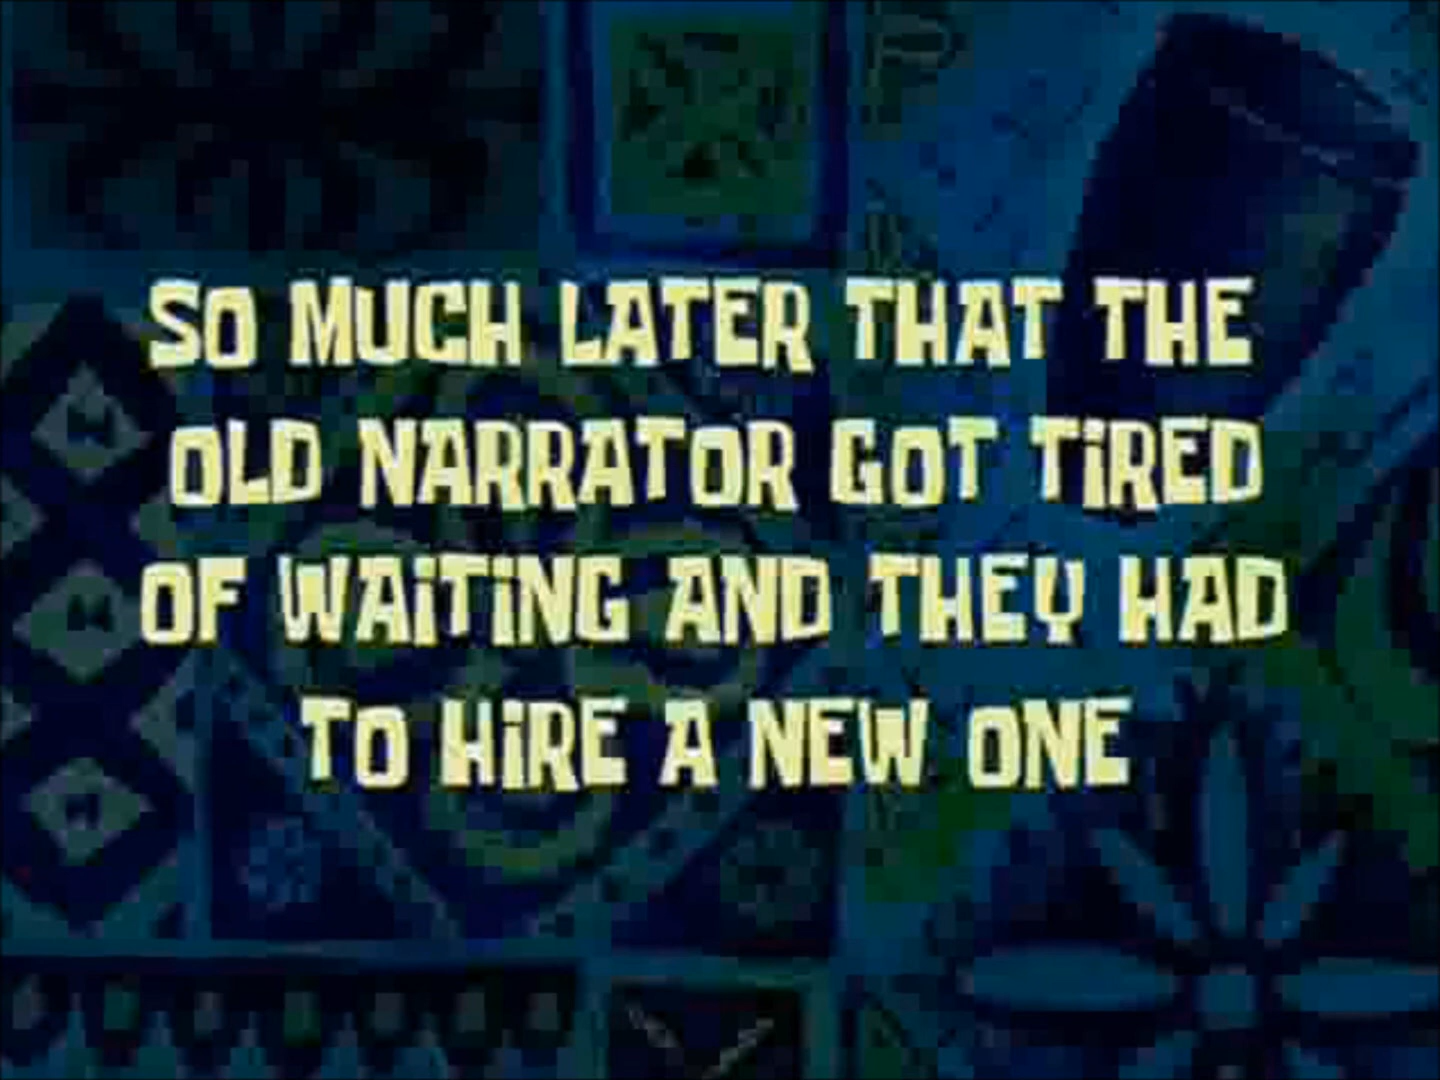 SO MUCH LATER THAT THE
OLD NARRATOR GOT TiRED
OF WAiTiNG AND THEY HAD
TO HiRE A NEW ONE